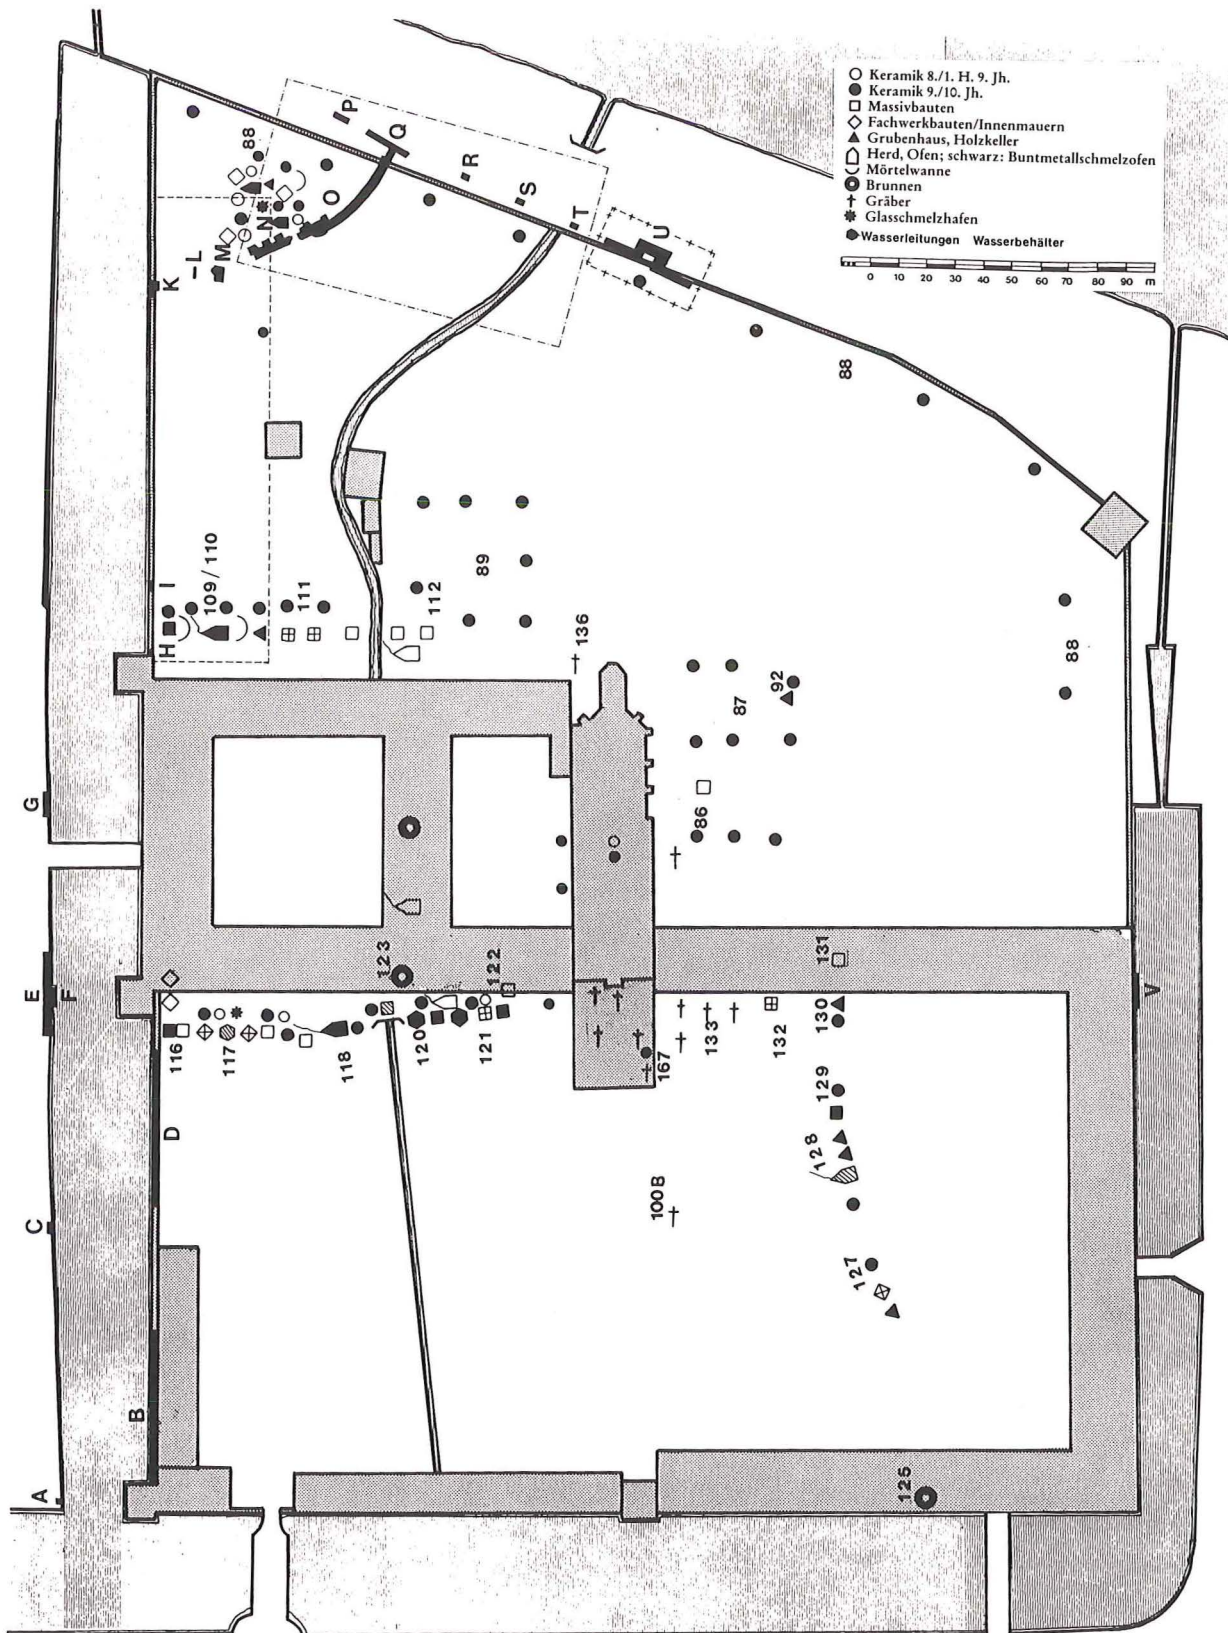 Keramik 8./1. H. 9. Jh.
Keramik 9./10. Jh.
Massivbauten
Fachwerkbauten/Innenmauern
Grubenhaus, Holzkeller
Herd, Ofen; schwarz: Buntmetallschmelzofen
Mörtelwanne
Brunnen
Gräber
Glasschmelzhafen
Wasserleitungen Wasserbehälter
0 10 20 30 40 50 60 70 80 90 m
P
Q
88
R
O
S
N
T
M
L
K
U
88
I
109/110
111
89
112
H
136
88
92
87
G
86
123
122
131
E
F
V
116
117
118
120
121
133
132
130
167
129
D
128
C
100B
127
B
A
125